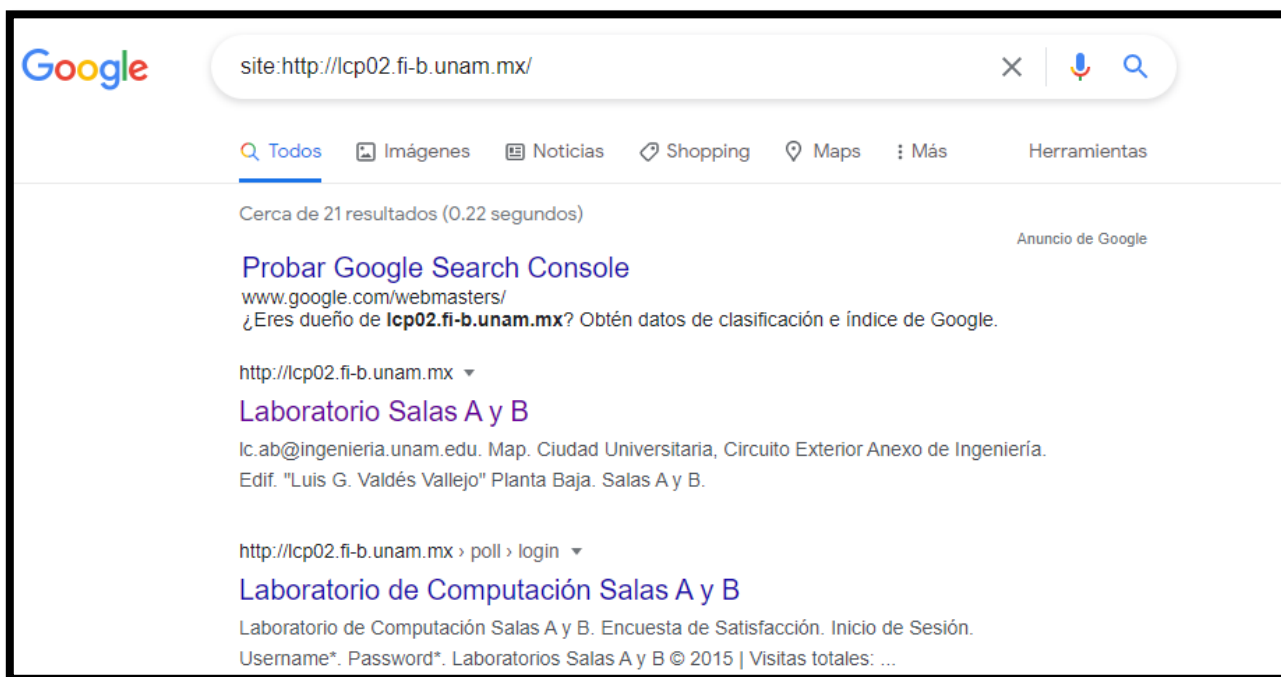 Google
site:http://lcp02.fi-b.unam.mx/
Todos Imágenes Noticias Shopping Maps Más Herramientas
Cerca de 21 resultados (0.22 segundos)
Anuncio de Google
Probar Google Search Console
www.google.com/webmasters/
¿Eres dueño de lcp02.fi-b.unam.mx? Obtén datos de clasificación e índice de Google.
http://lcp02.fi-b.unam.mx
Laboratorio Salas A y B
lc.ab@ingenieria.unam.edu. Map. Ciudad Universitaria, Circuito Exterior Anexo de Ingeniería.
Edif. "Luis G. Valdés Vallejo" Planta Baja. Salas A y B.
http://lcp02.fi-b.unam.mx › poll › login
Laboratorio de Computación Salas A y B
Laboratorio de Computación Salas A y B. Encuesta de Satisfacción. Inicio de Sesión.
Username*. Password*. Laboratorios Salas A y B © 2015 | Visitas totales: ...